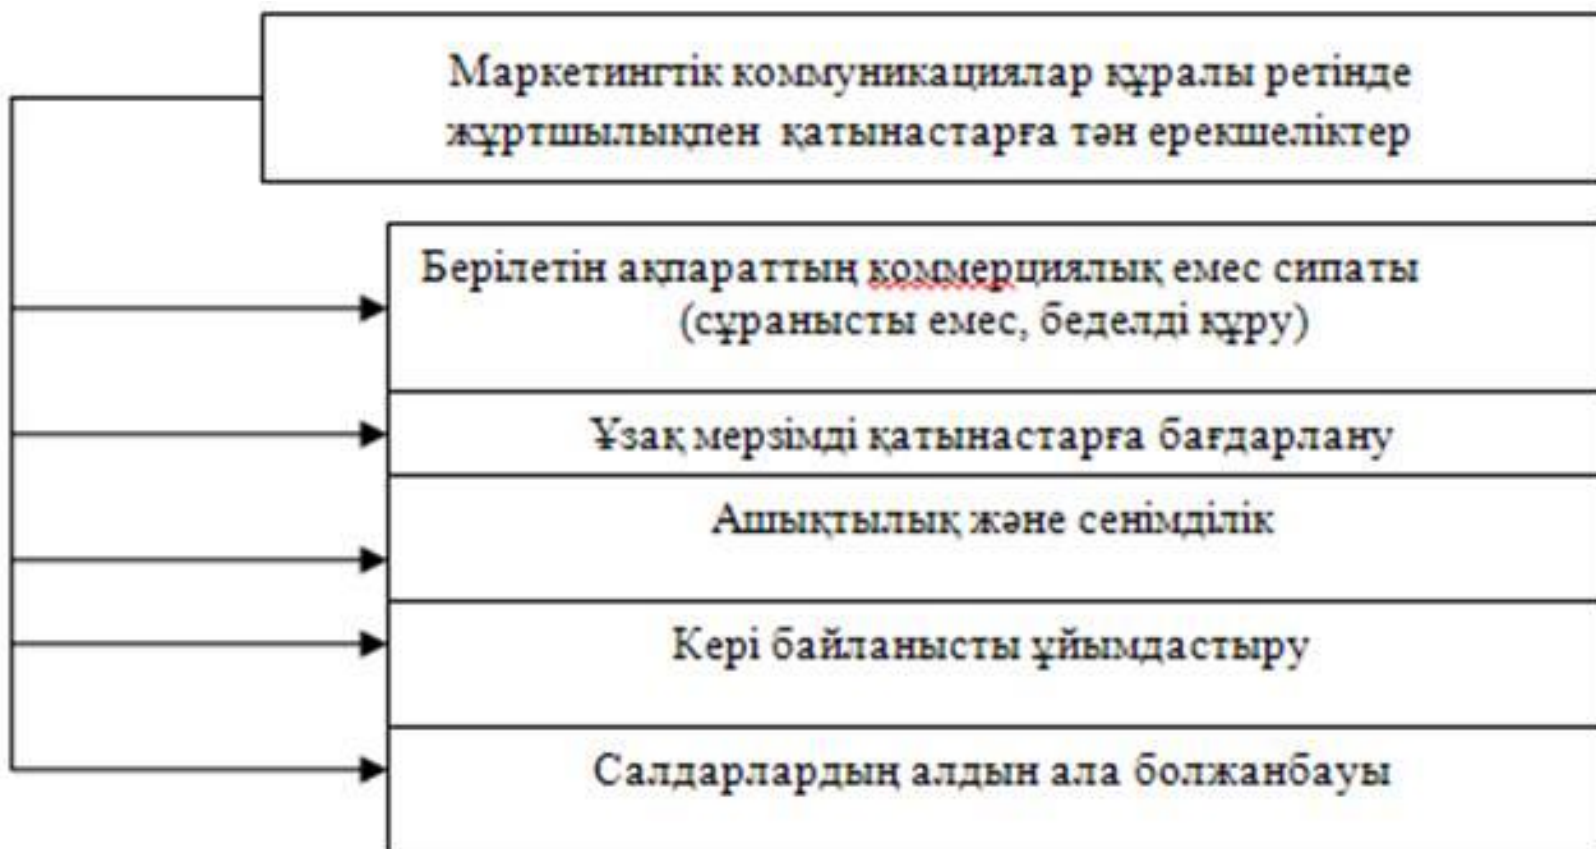 Маркетингтік коммуникациялар құралы ретінде
жұртшылықпен қатынастарға тән ерекшеліктер
Берілетін ақпараттың коммерциялық емес сипаты
(сұранысты емес, беделді құру)
Ұзақ мерзімді қатынастарға бағдарлану
Ашықтылық және сенімділік
Кері байланысты ұйымдастыру
Салдарлардың алдын ала болжанбауы